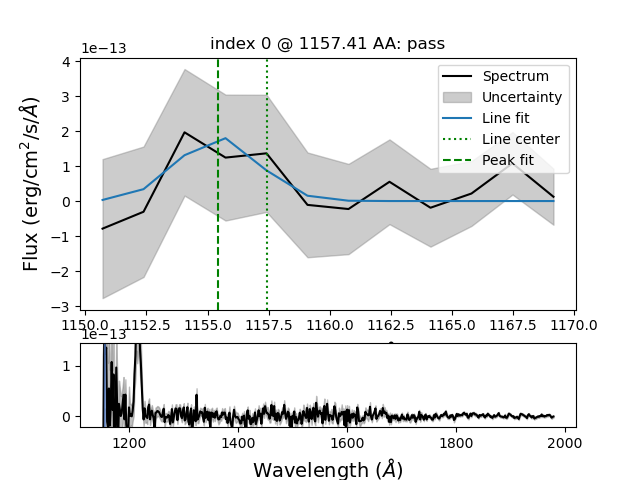 index 0 @ 1157.41 AA: pass
1e−13
4
3
2
1
0
−1
−2
−3
Flux (erg/cm²/s/Å)
Spectrum
Uncertainty
Line fit
Line center
Peak fit
1150.0 1152.5 1155.0 1157.5 1160.0 1162.5 1165.0 1167.5 1170.0
1e−13
1
0
1200 1400 1600 1800 2000
Wavelength (Å)